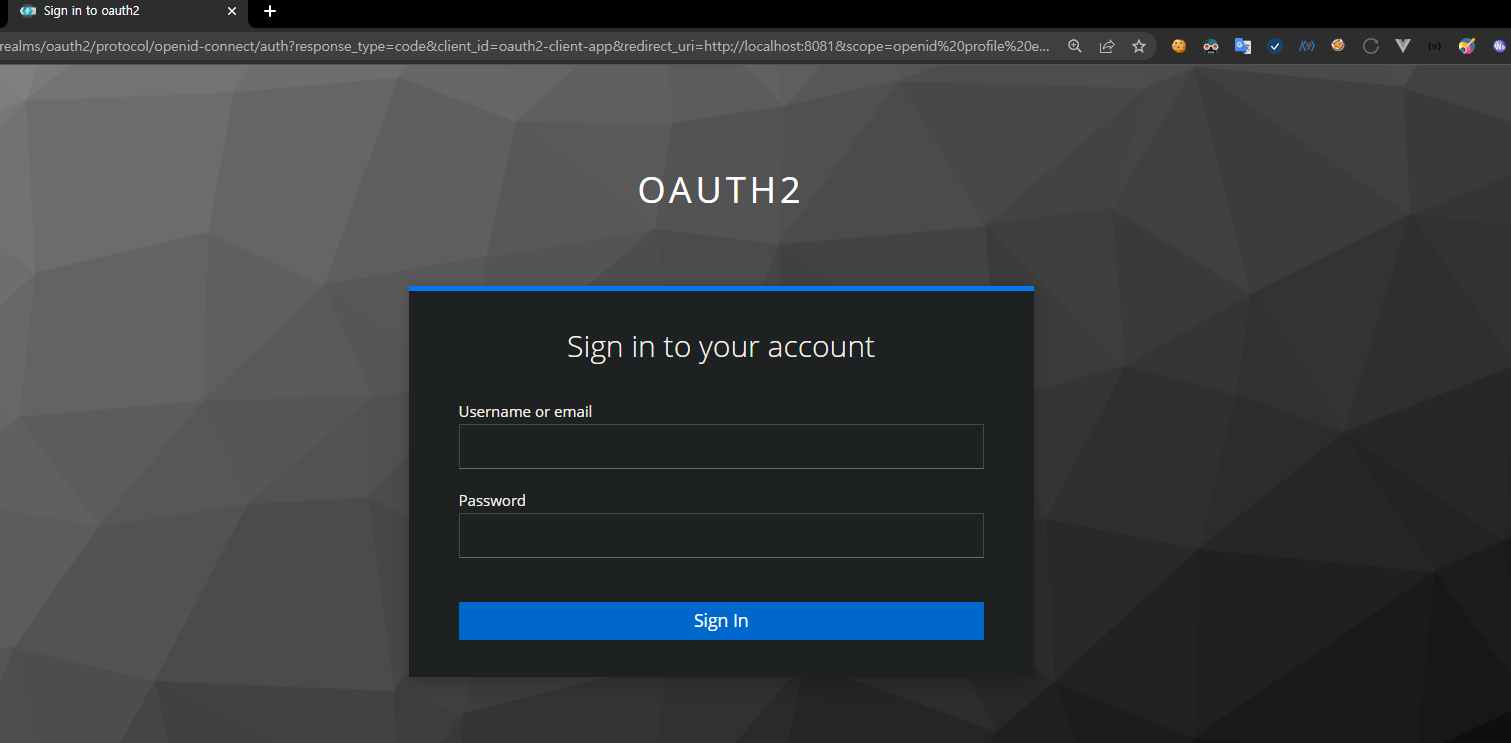 Sign in to oauth2
realms/oauth2/protocol/openid-connect/auth?response_type=code&client_id=oauth2-client-app&redirect_uri=http://localhost:8081&scope=openid%20profile%20e...
OAUTH2
Sign in to your account
Username or email
Password
Sign In